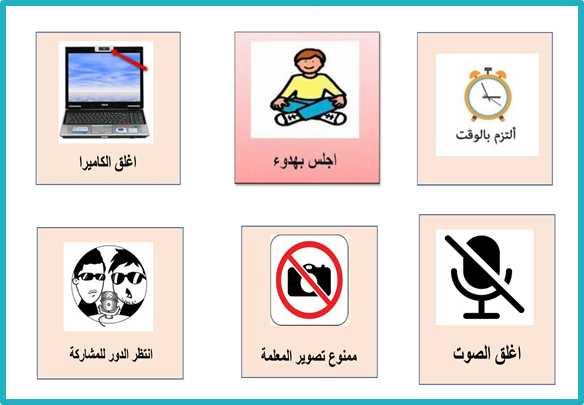 ألتزم بالوقت
اجلس بهدوء
اغلق الكاميرا
اغلق الصوت
ممنوع تصوير المعلمة
انتظر الدور للمشاركة